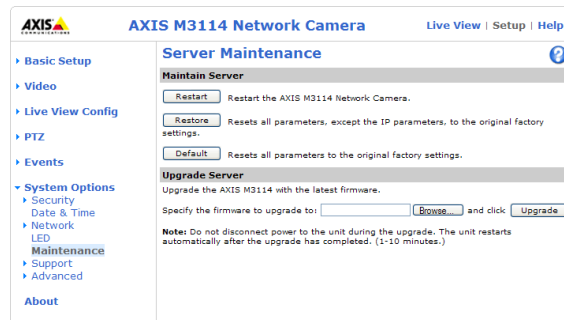 AXIS
COMMUNICATIONS
AXIS M3114 Network Camera
Live View | Setup | Help
Basic Setup
Video
Live View Config
PTZ
Events
System Options
Security
Date & Time
Network
LED
Maintenance
Support
Advanced
About
Server Maintenance
?
Maintain Server
Restart Restart the AXIS M3114 Network Camera.
Restore Resets all parameters, except the IP parameters, to the original factory
settings.
Default Resets all parameters to the original factory settings.
Upgrade Server
Upgrade the AXIS M3114 with the latest firmware.
Specify the firmware to upgrade to: Browse... and click Upgrade
Note: Do not disconnect power to the unit during the upgrade. The unit restarts
automatically after the upgrade has completed. (1-10 minutes.)